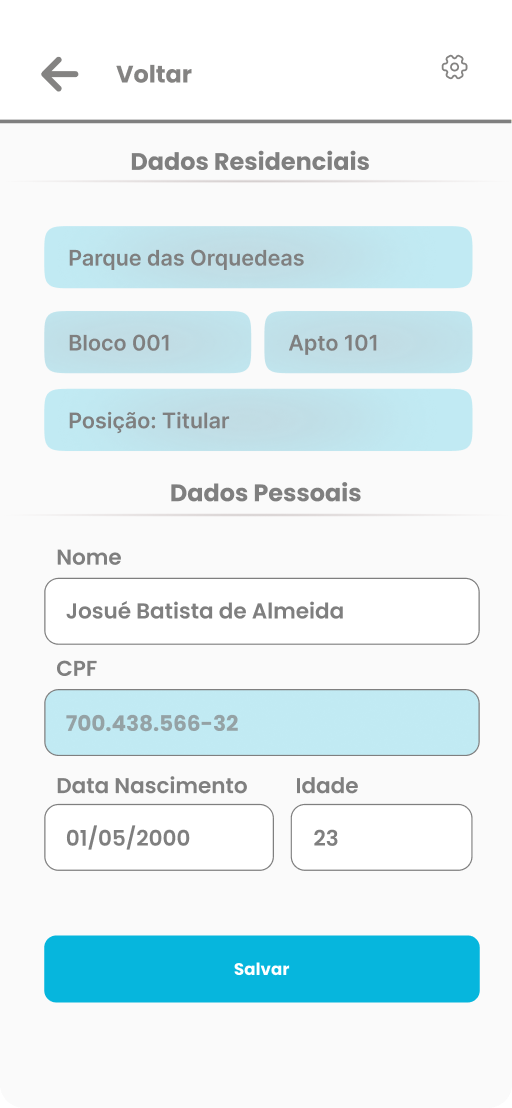 Voltar
Dados Residenciais
Parque das Orquedeas
Bloco 001
Apto 101
Posição: Titular
Dados Pessoais
Nome
Josué Batista de Almeida
CPF
700.438.566-32
Data Nascimento
Idade
01/05/2000
23
Salvar